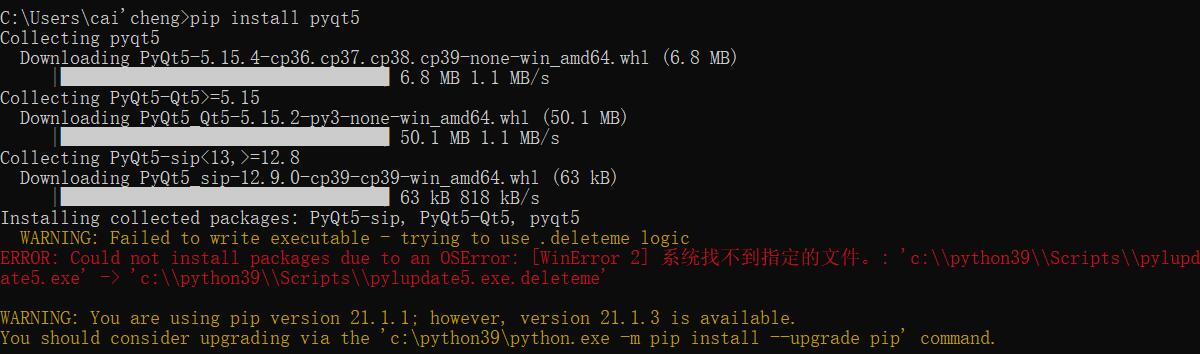 C:\Users\cai'cheng>pip install pyqt5
Collecting pyqt5
  Downloading PyQt5-5.15.4-cp36.cp37.cp38.cp39-none-win_amd64.whl (6.8 MB)
     |████████████████████████████████| 6.8 MB 1.1 MB/s
Collecting PyQt5-Qt5>=5.15
  Downloading PyQt5_Qt5-5.15.2-py3-none-win_amd64.whl (50.1 MB)
     |████████████████████████████████| 50.1 MB 1.1 MB/s
Collecting PyQt5-sip<13,>=12.8
  Downloading PyQt5_sip-12.9.0-cp39-cp39-win_amd64.whl (63 kB)
     |████████████████████████████████| 63 kB 818 kB/s
Installing collected packages: PyQt5-sip, PyQt5-Qt5, pyqt5
  WARNING: Failed to write executable - trying to use .deleteme logic
ERROR: Could not install packages due to an OSError: [WinError 2] 系统找不到指定的文件。: 'c:\\python39\\Scripts\\pylupd
ate5.exe' -> 'c:\\python39\\Scripts\\pylupdate5.exe.deleteme'
WARNING: You are using pip version 21.1.1; however, version 21.1.3 is available.
You should consider upgrading via the 'c:\python39\python.exe -m pip install --upgrade pip' command.